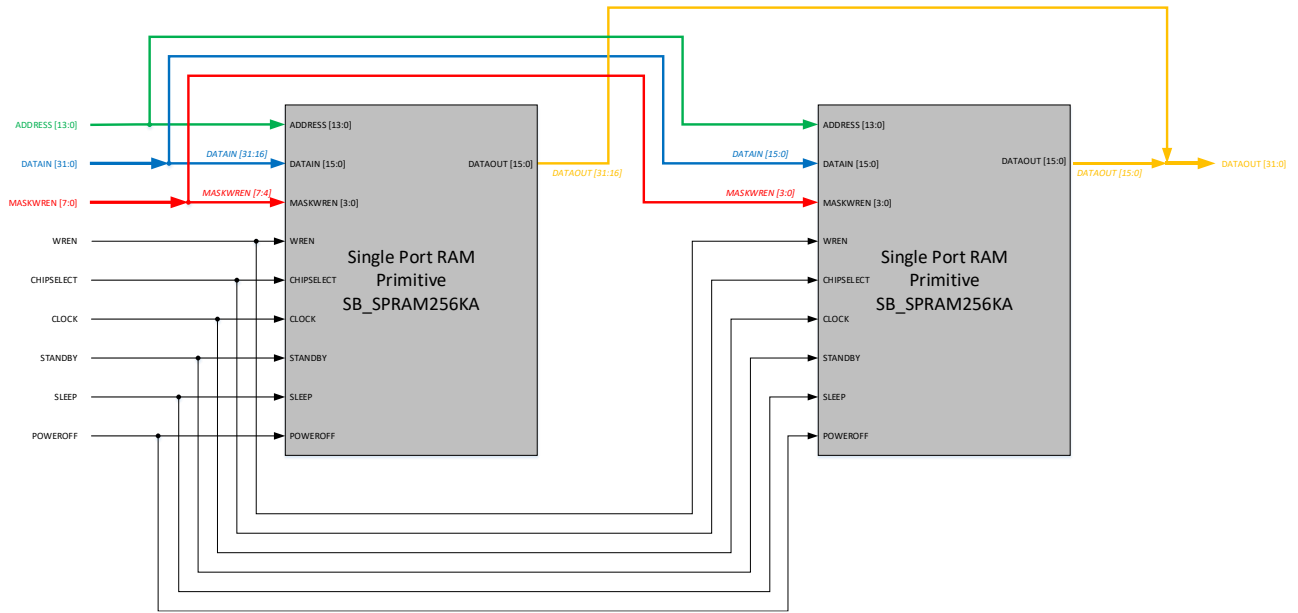 ADDRESS [13:0]
DATAIN [31:0]
MASKWREN [7:0]
WREN
CHIPSELECT
CLOCK
STANDBY
SLEEP
POWEROFF
DATAIN [31:16]
MASKWREN [7:4]
ADDRESS [13:0]
DATAIN [15:0]
MASKWREN [3:0]
WREN
CHIPSELECT
CLOCK
STANDBY
SLEEP
POWEROFF
Single Port RAM
Primitive
SB_SPRAM256KA
DATAOUT [15:0]
DATAOUT [31:16]
DATAIN [15:0]
MASKWREN [3:0]
ADDRESS [13:0]
DATAIN [15:0]
MASKWREN [3:0]
WREN
CHIPSELECT
CLOCK
STANDBY
SLEEP
POWEROFF
Single Port RAM
Primitive
SB_SPRAM256KA
DATAOUT [15:0]
DATAOUT [15:0]
DATAOUT [31:0]